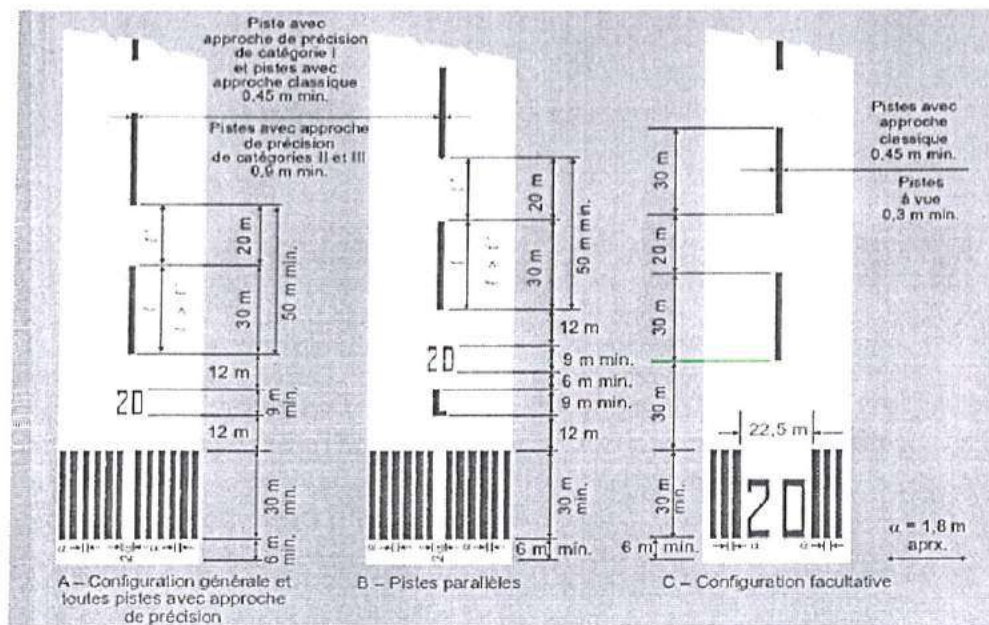 Piste avec
approche de précision
de catégorie I
et pistes avec
approche classique
0,45 m min.
Pistes avec approche
de précision
de catégories II et III
0,9 m min.
20 m
30 m
50 m min.
12 m
20
9 m min.
12 m
30 m min.
6 m min.
α
2α
α
A – Configuration générale et
toutes pistes avec approche
de précision
20 m
30 m
50 m min.
12 m
20
9 m min.
6 m min.
L
9 m min.
12 m
30 m min.
6 m min.
α
2α
α
B – Pistes parallèles
Pistes avec
approche
classique
0,45 m min.
Pistes
à vue
0,3 m min.
30 m
20 m
30 m
30 m
22,5 m
30 m min.
20
6 m min.
α
α
α = 1,8 m
aprx.
C – Configuration facultative